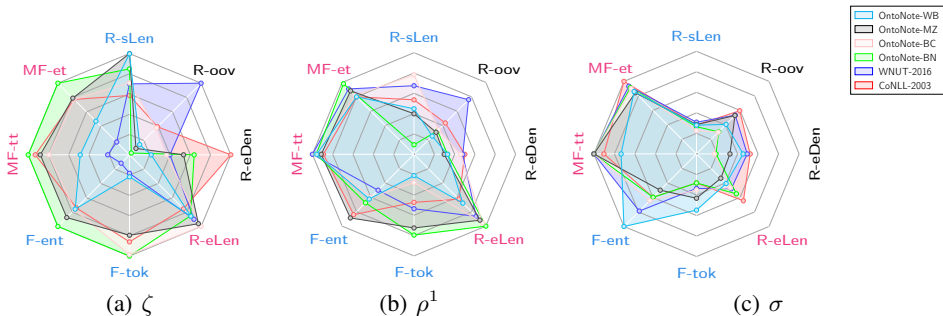 R-sLen
MF-et
R-oov
MF-tt
R-eDen
F-ent
R-eLen
F-tok
(a) ζ
R-sLen
MF-et
R-oov
MF-tt
R-eDen
F-ent
R-eLen
F-tok
(b) ρ¹
R-sLen
MF-et
R-oov
MF-tt
R-eDen
F-ent
R-eLen
F-tok
(c) σ
OntoNote-WB
OntoNote-MZ
OntoNote-BC
OntoNote-BN
WNUT-2016
CoNLL-2003